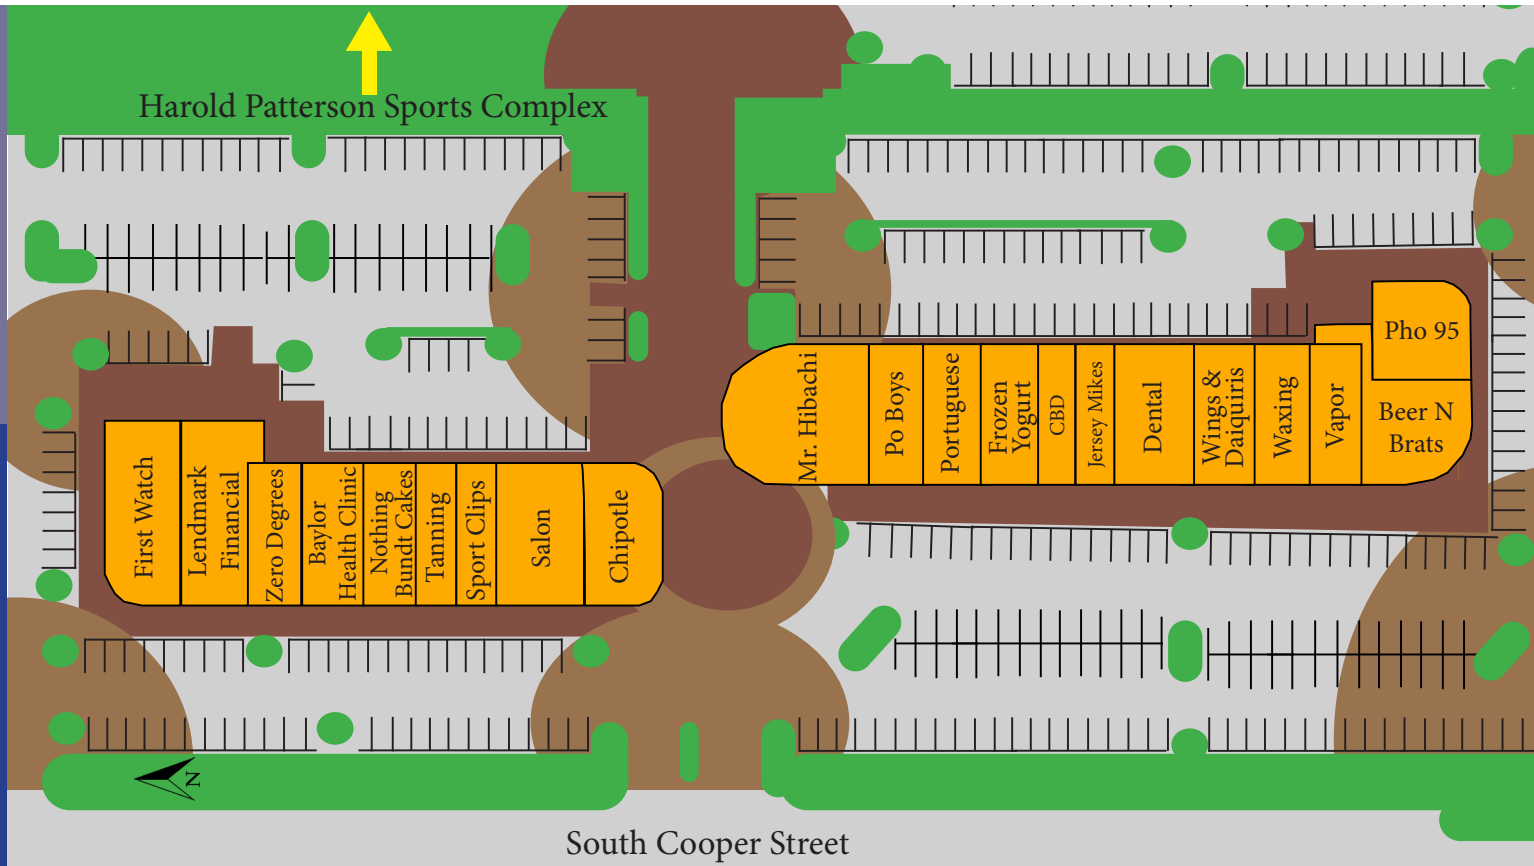 Harold Patterson Sports Complex
Pho 95
Mr. Hibachi
Po Boys
Portuguese
Frozen
Yogurt
CBD
Jersey Mikes
Dental
Wings &
Daiquiris
Waxing
Vapor
Beer N
Brats
First Watch
Lendmark
Financial
Zero Degrees
Baylor
Health Clinic
Nothing
Bundt Cakes
Tanning
Sport Clips
Salon
Chipotle
N
South Cooper Street